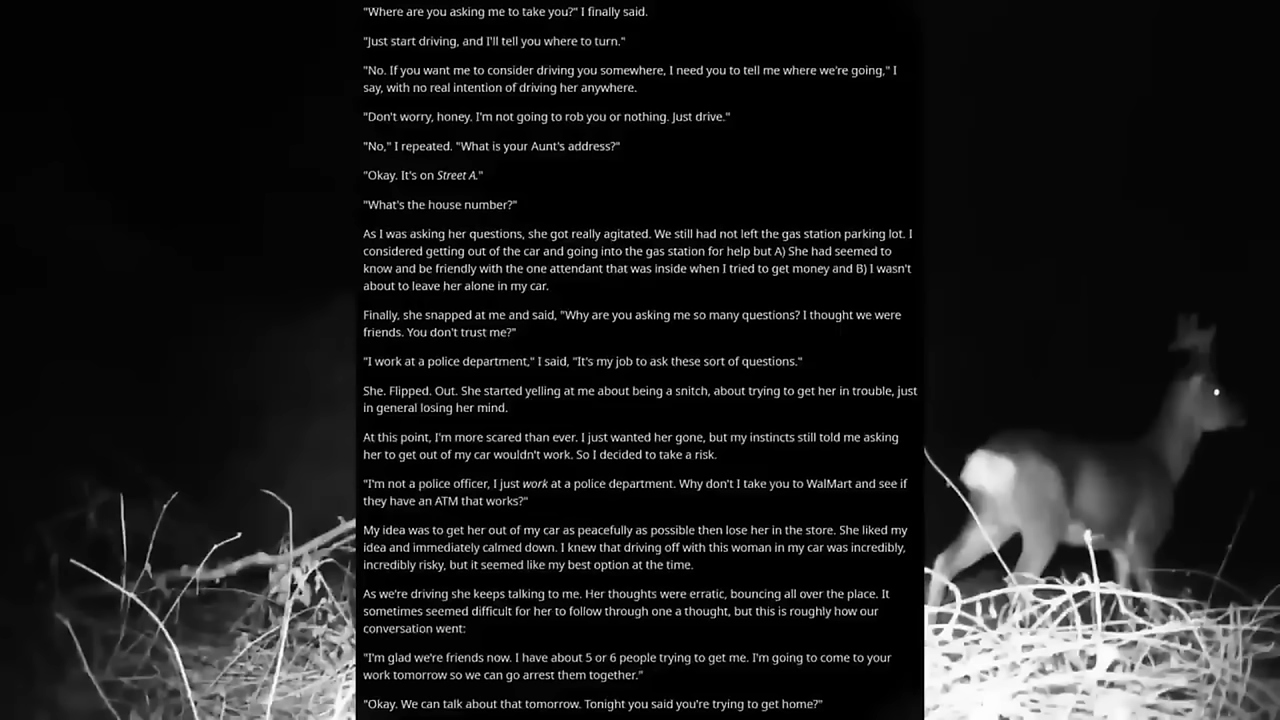 "Where are you asking me to take you?" I finally said.
"Just start driving, and I'll tell you where to turn."
"No. If you want me to consider driving you somewhere, I need you to tell me where we're going," I
say, with no real intention of driving her anywhere.
"Don't worry, honey. I'm not going to rob you or nothing. Just drive."
"No," I repeated. "What is your Aunt's address?"
"Okay. It's on Street A."
"What's the house number?"
As I was asking her questions, she got really agitated. We still had not left the gas station parking lot. I
considered getting out of the car and going into the gas station for help but A) She had seemed to
know and be friendly with the one attendant that was inside when I tried to get money and B) I wasn't
about to leave her alone in my car.
Finally, she snapped at me and said, "Why are you asking me so many questions? I thought we were
friends. You don't trust me?"
"I work at a police department," I said, "It's my job to ask these sort of questions."
She. Flipped. Out. She started yelling at me about being a snitch, about trying to get her in trouble, just
in general losing her mind.
At this point, I'm more scared than ever. I just wanted her gone, but my instincts still told me asking
her to get out of my car wouldn't work. So I decided to take a risk.
"I'm not a police officer, I just work at a police department. Why don't I take you to WalMart and see if
they have an ATM that works?"
My idea was to get her out of my car as peacefully as possible then lose her in the store. She liked my
idea and immediately calmed down. I knew that driving off with this woman in my car was incredibly,
incredibly risky, but it seemed like my best option at the time.
As we're driving she keeps talking to me. Her thoughts were erratic, bouncing all over the place. It
sometimes seemed difficult for her to follow through one a thought, but this is roughly how our
conversation went:
"I'm glad we're friends now. I have about 5 or 6 people trying to get me. I'm going to come to your
work tomorrow so we can go arrest them together."
"Okay. We can talk about that tomorrow. Tonight you said you're trying to get home?"